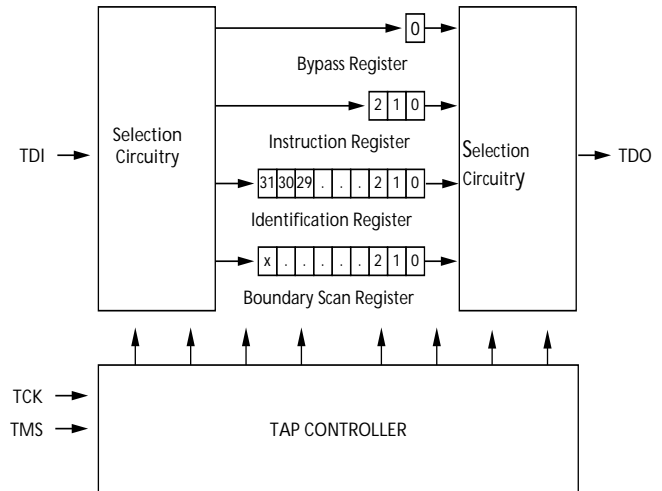 0
Bypass Register
2 1 0
Instruction Register
Selection
Circuitry
Selection
Circuitry
TDI
TDO
31 30 29 . . . 2 1 0
Identification Register
x . . . . . 2 1 0
Boundary Scan Register
TCK
TMS
TAP CONTROLLER